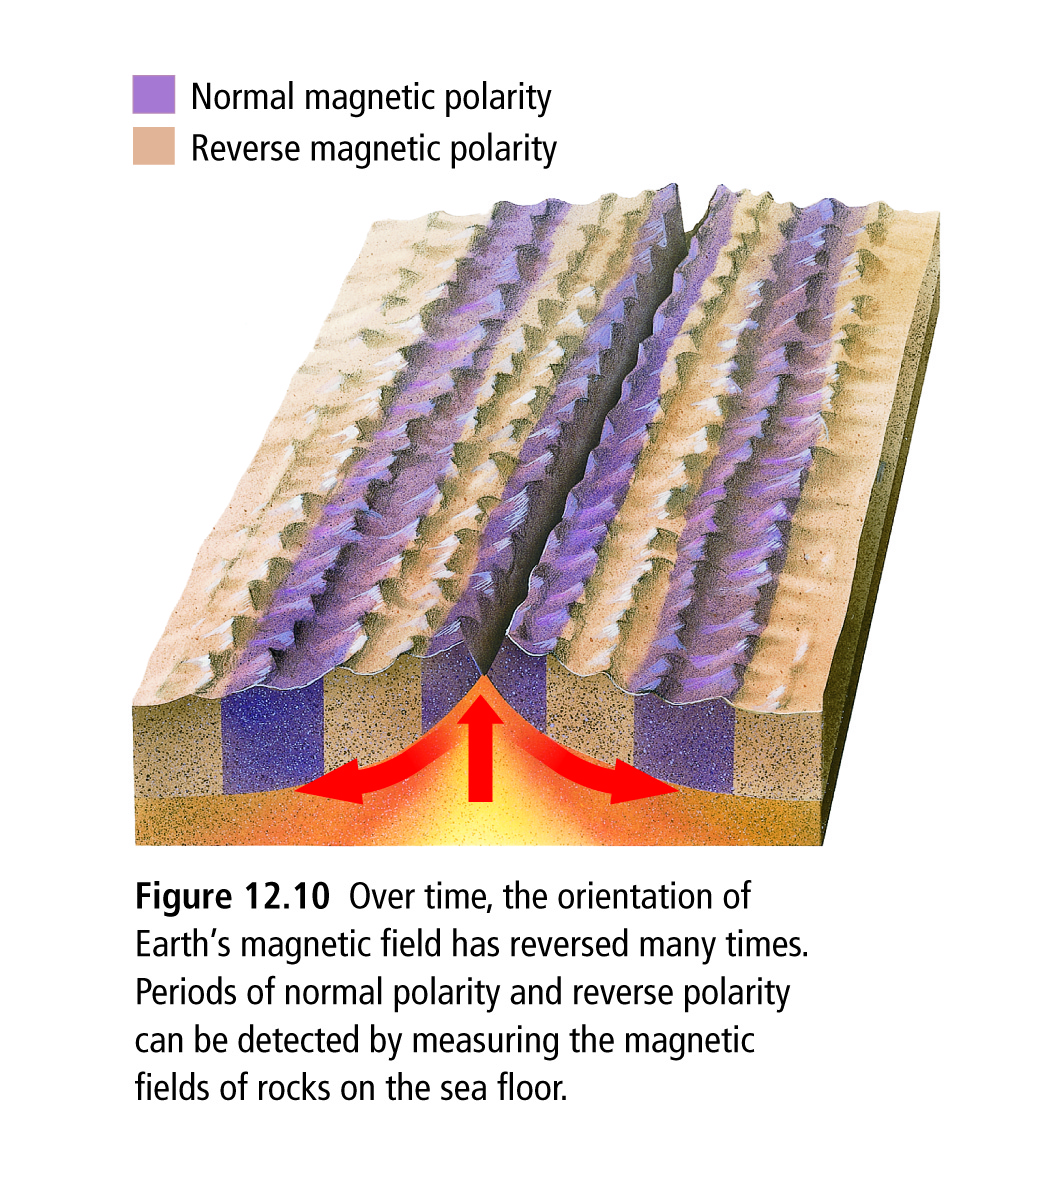 Normal magnetic polarity
Reverse magnetic polarity
Figure 12.10 Over time, the orientation of
Earth’s magnetic field has reversed many times.
Periods of normal polarity and reverse polarity
can be detected by measuring the magnetic
fields of rocks on the sea floor.